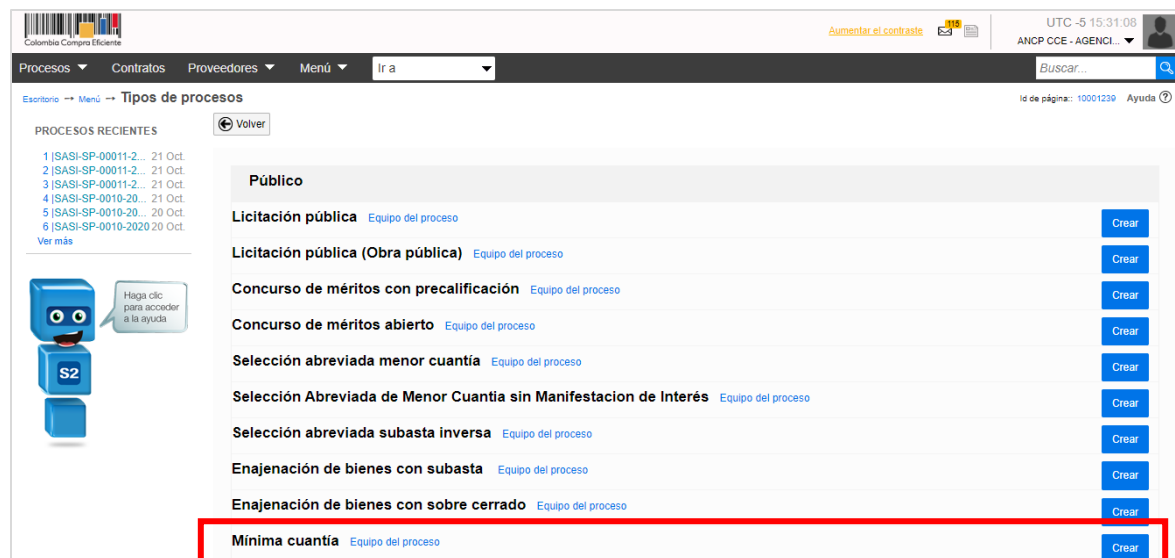 Colombia Compra Eficiente
Aumentar el contraste 115
UTC -5 15:31:08
ANCP CCE - AGENCI...
Procesos Contratos Proveedores Menú Ir a Buscar...
Escritorio → Menú → Tipos de procesos
Id de página:: 10001239 Ayuda ?
Volver
PROCESOS RECIENTES
1 |SASI-SP-00011-2... 21 Oct.
2 |SASI-SP-00011-2... 21 Oct.
3 |SASI-SP-00011-2... 21 Oct.
4 |SASI-SP-0010-20... 21 Oct.
5 |SASI-SP-0010-20... 20 Oct.
6 |SASI-SP-0010-2020 20 Oct.
Ver más
Haga clic
para acceder
a la ayuda
S2
Público
Licitación pública Equipo del proceso Crear
Licitación pública (Obra pública) Equipo del proceso Crear
Concurso de méritos con precalificación Equipo del proceso Crear
Concurso de méritos abierto Equipo del proceso Crear
Selección abreviada menor cuantía Equipo del proceso Crear
Selección Abreviada de Menor Cuantia sin Manifestacion de Interés Equipo del proceso Crear
Selección abreviada subasta inversa Equipo del proceso Crear
Enajenación de bienes con subasta Equipo del proceso Crear
Enajenación de bienes con sobre cerrado Equipo del proceso Crear
Mínima cuantía Equipo del proceso Crear